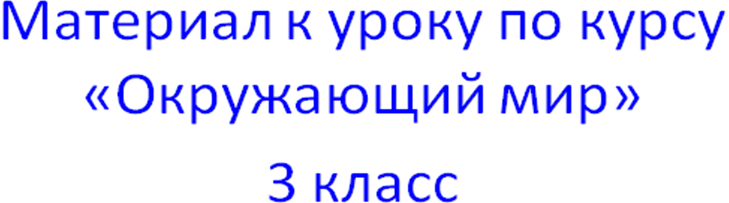 Материал к уроку по курсу
«Окружающий мир»
3 класс